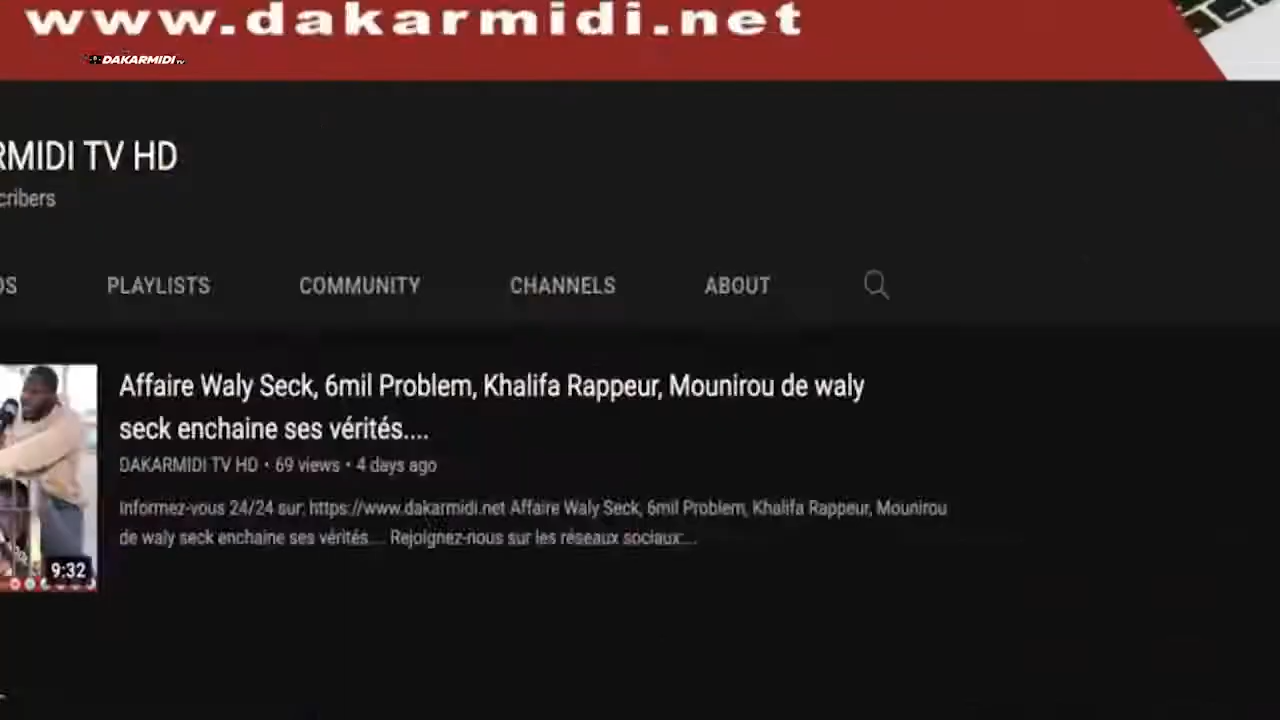 www.dakarmidi.net
DAKARMIDI TV
RMIDI TV HD
cribers
OS
PLAYLISTS
COMMUNITY
CHANNELS
ABOUT
Affaire Waly Seck, 6mil Problem, Khalifa Rappeur, Mounirou de waly
seck enchaine ses vérités....
DAKARMIDI TV HD • 69 views • 4 days ago
Informez-vous 24/24 sur: https://www.dakarmidi.net Affaire Waly Seck, 6mil Problem, Khalifa Rappeur, Mounirou
de waly seck enchaine ses vérités.... Rejoignez-nous sur les réseaux sociaux:...
9:32